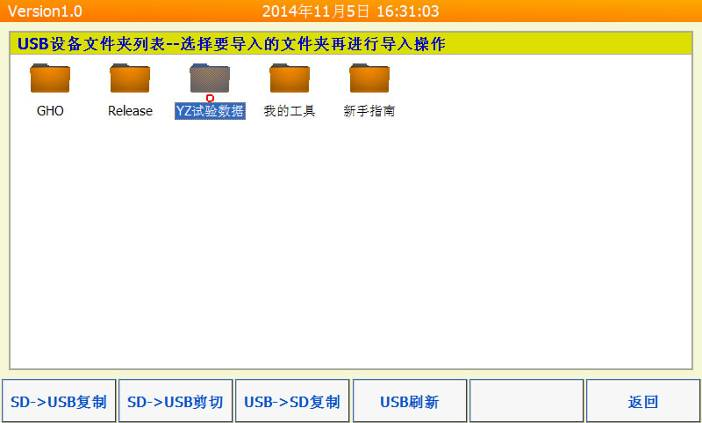 Version1.0 2014年11月5日 16:31:03
USB设备文件夹列表--选择要导入的文件夹再进行导入操作
GHO Release YZ试验数据 我的工具 新手指南
SD->USB复制 SD->USB剪切 USB->SD复制 USB刷新 返回